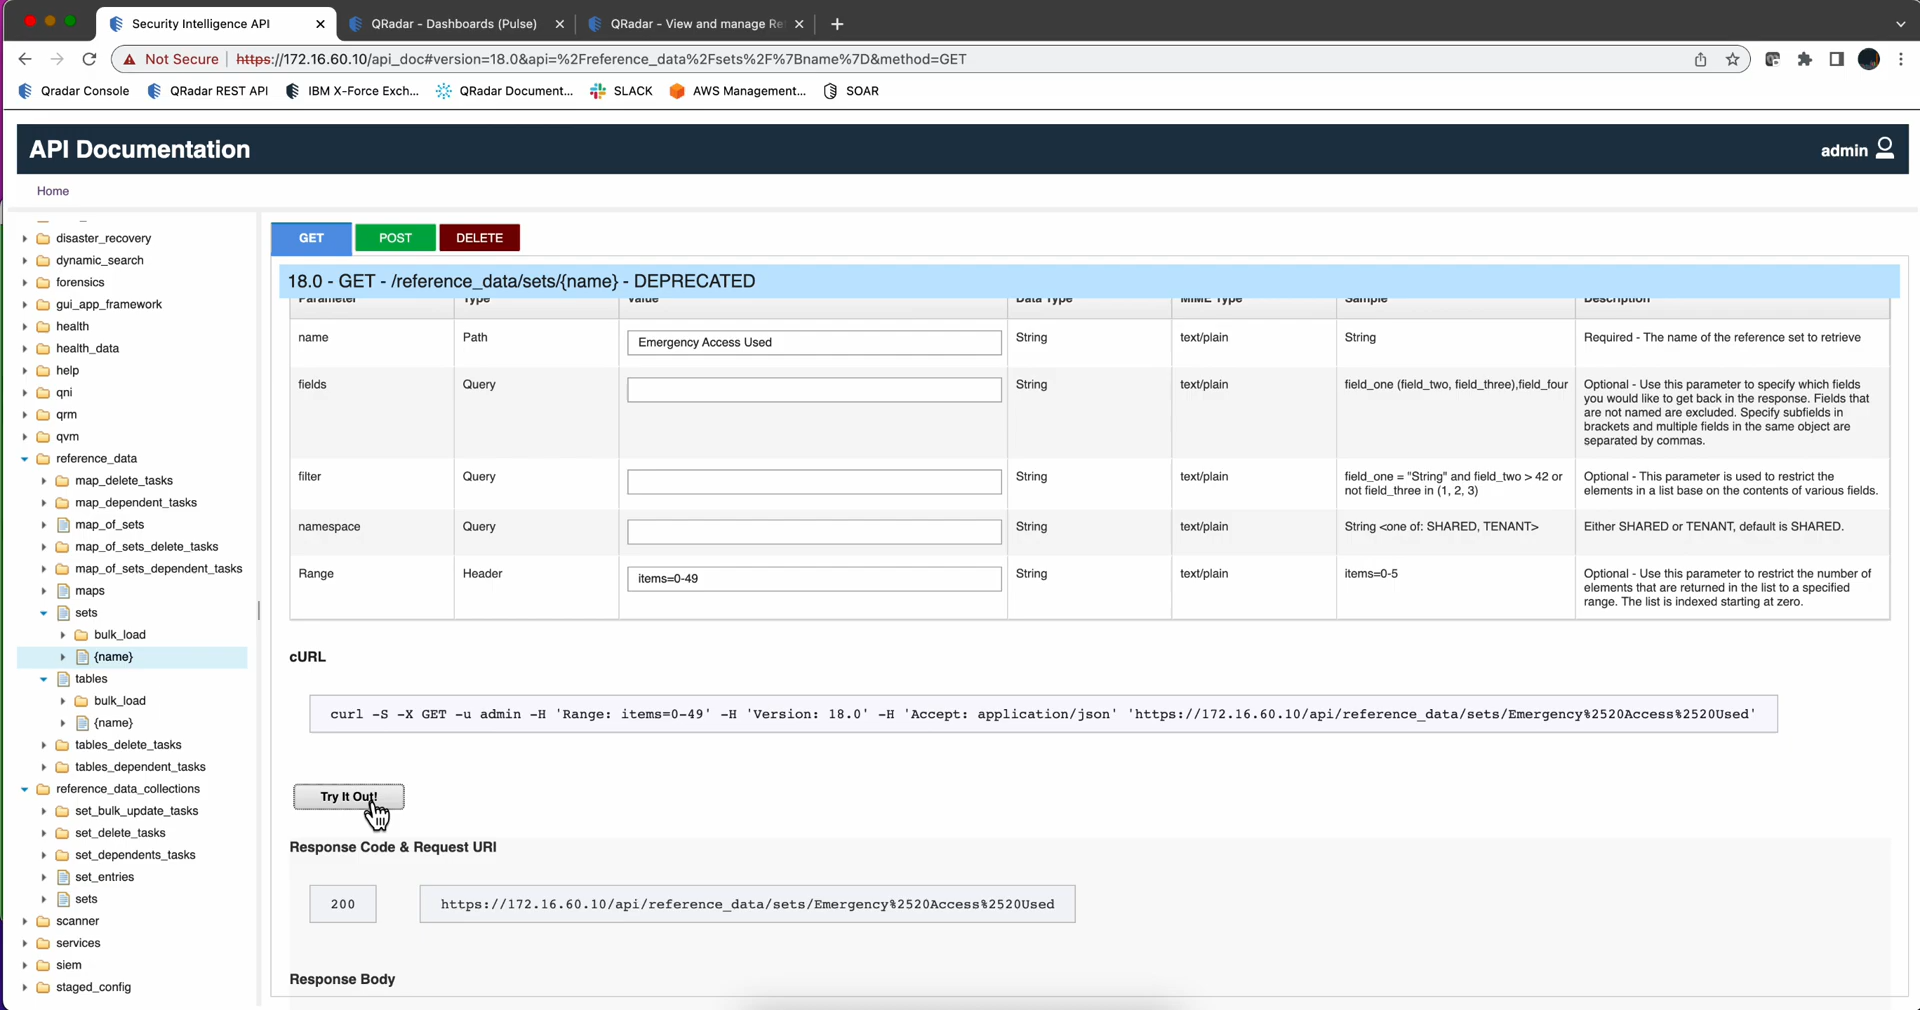 Security Intelligence API
QRadar - Dashboards (Pulse)
QRadar - View and manage Re
Not Secure
https://172.16.60.10/api_doc#version=18.0&api=%2Freference_data%2Fsets%2F%7Bname%7D&method=GET
Qradar Console
QRadar REST API
IBM X-Force Exch...
QRadar Document...
SLACK
AWS Management...
SOAR
API Documentation
admin
Home
disaster_recovery
dynamic_search
forensics
gui_app_framework
health
health_data
help
qni
qrm
qvm
reference_data
map_delete_tasks
map_dependent_tasks
map_of_sets
map_of_sets_delete_tasks
map_of_sets_dependent_tasks
maps
sets
bulk_load
{name}
tables
bulk_load
{name}
tables_delete_tasks
tables_dependent_tasks
reference_data_collections
set_bulk_update_tasks
set_delete_tasks
set_dependents_tasks
set_entries
sets
scanner
services
siem
staged_config
GET POST DELETE
18.0 - GET - /reference_data/sets/{name} - DEPRECATED
Parameter Type Value Data Type MIME Type Sample Description
name Path Emergency Access Used String text/plain String Required - The name of the reference set to retrieve
fields Query String text/plain field_one (field_two, field_three),field_four Optional - Use this parameter to specify which fields
you would like to get back in the response. Fields that
are not named are excluded. Specify subfields in
brackets and multiple fields in the same object are
separated by commas.
filter Query String text/plain field_one = "String" and field_two > 42 or Optional - This parameter is used to restrict the
not field_three in (1, 2, 3) elements in a list base on the contents of various fields.
namespace Query String text/plain String <one of: SHARED, TENANT> Either SHARED or TENANT, default is SHARED.
Range Header items=0-49 String text/plain items=0-5 Optional - Use this parameter to restrict the number of
elements that are returned in the list to a specified
range. The list is indexed starting at zero.
cURL
curl -S -X GET -u admin -H 'Range: items=0-49' -H 'Version: 18.0' -H 'Accept: application/json' 'https://172.16.60.10/api/reference_data/sets/Emergency%2520Access%2520Used'
Try It Out!
Response Code & Request URI
200 https://172.16.60.10/api/reference_data/sets/Emergency%2520Access%2520Used
Response Body